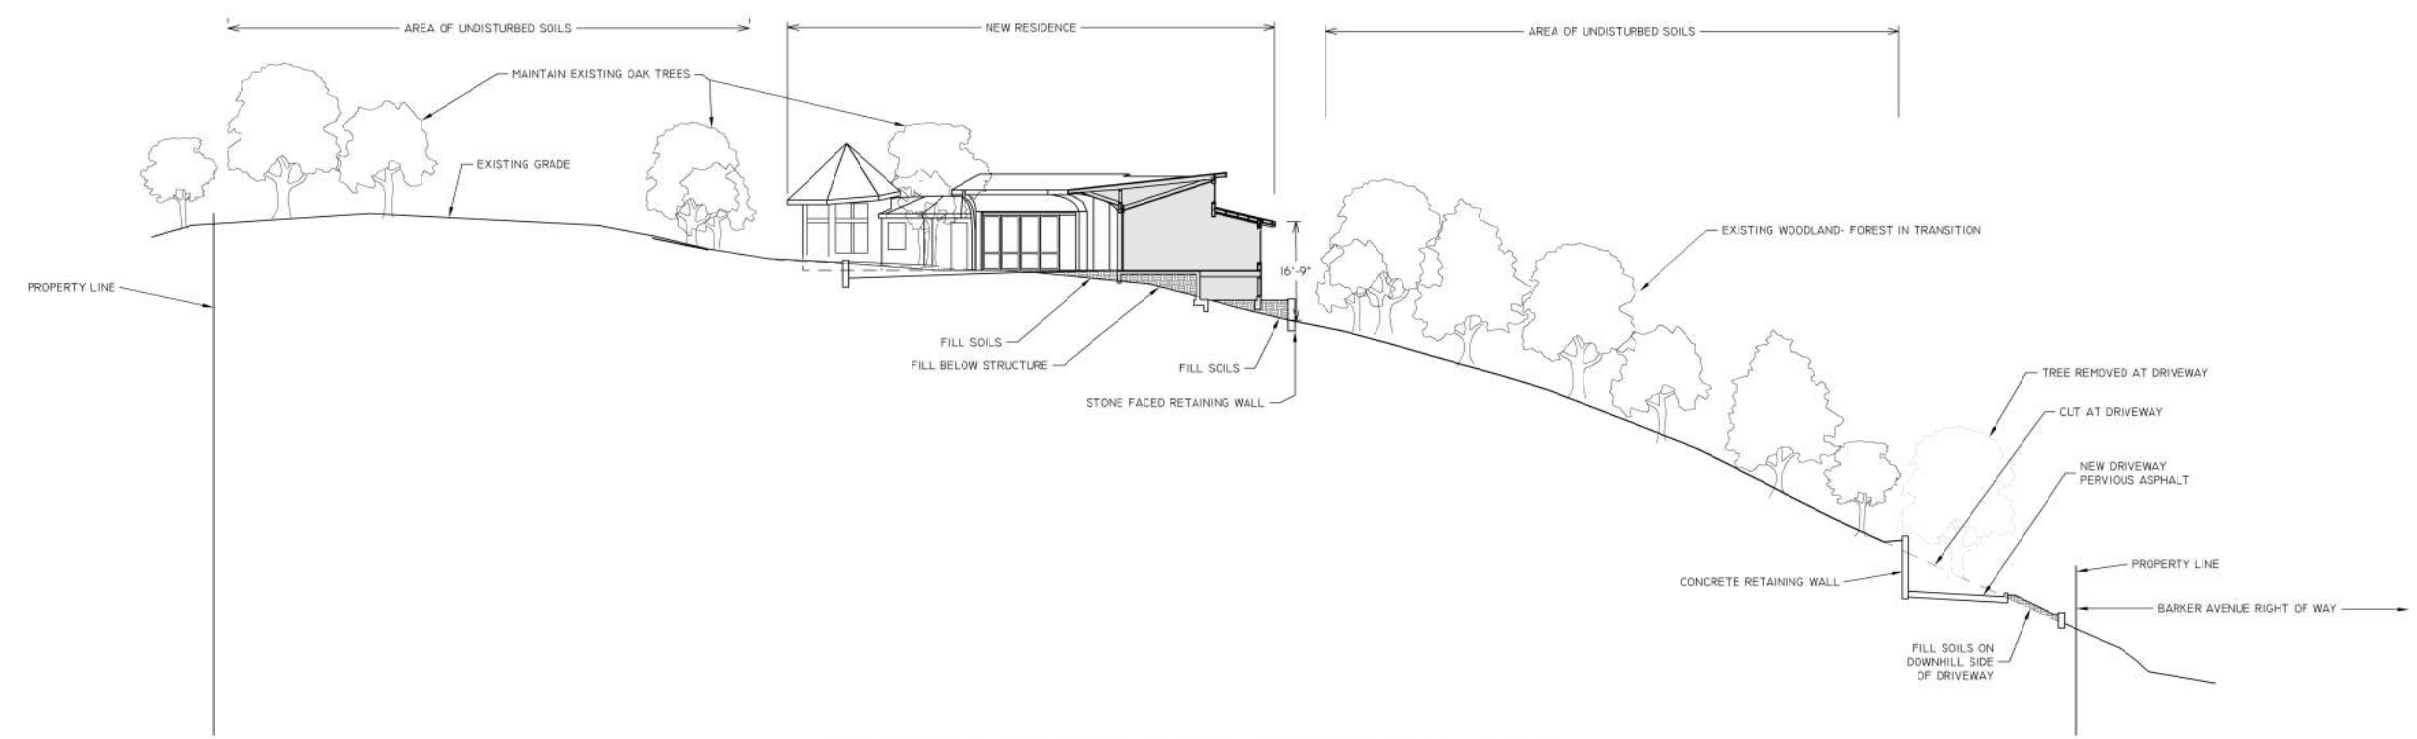 AREA OF UNDISTURBED SOILS
NEW RESIDENCE
AREA OF UNDISTURBED SOILS
MAINTAIN EXISTING OAK TREES
EXISTING GRADE
EXISTING WOODLAND- FOREST IN TRANSITION
16'-9"
PROPERTY LINE
FILL SOILS
FILL BELOW STRUCTURE
FILL SOILS
STONE FACED RETAINING WALL
TREE REMOVED AT DRIVEWAY
CUT AT DRIVEWAY
NEW DRIVEWAY
PERVIOUS ASPHALT
PROPERTY LINE
CONCRETE RETAINING WALL
BARKER AVENUE RIGHT OF WAY
FILL SOILS ON
DOWNHILL SIDE
OF DRIVEWAY